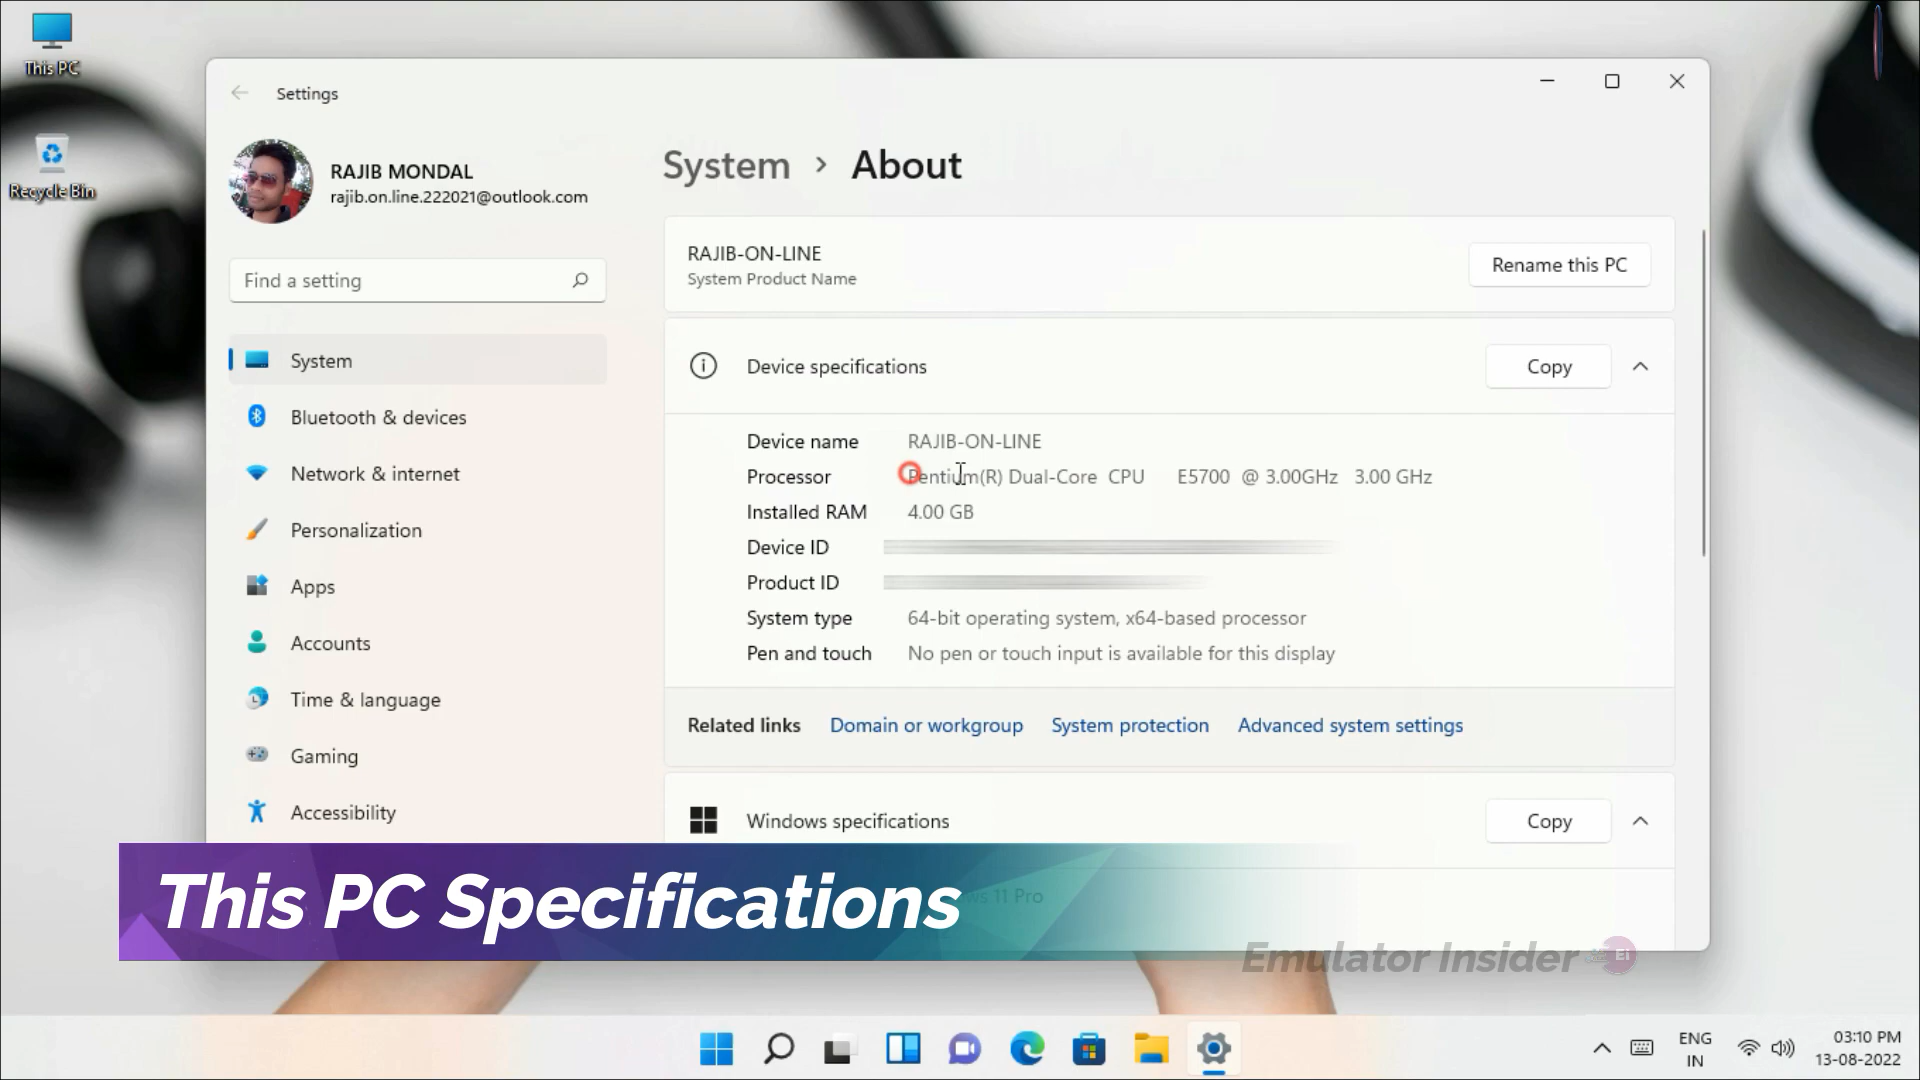 This PC
Recycle Bin
Settings
RAJIB MONDAL
rajib.on.line.222021@outlook.com
Find a setting
System
Bluetooth & devices
Network & internet
Personalization
Apps
Accounts
Time & language
Gaming
Accessibility
System > About
RAJIB-ON-LINE
System Product Name
Rename this PC
Device specifications
Copy
Device name RAJIB-ON-LINE
Processor Pentium(R) Dual-Core CPU E5700 @ 3.00GHz 3.00 GHz
Installed RAM 4.00 GB
Device ID
Product ID
System type 64-bit operating system, x64-based processor
Pen and touch No pen or touch input is available for this display
Related links Domain or workgroup System protection Advanced system settings
Windows specifications
Copy
11 Pro
This PC Specifications
Emulator Insider
Ei
ENG
IN
03:10 PM
13-08-2022